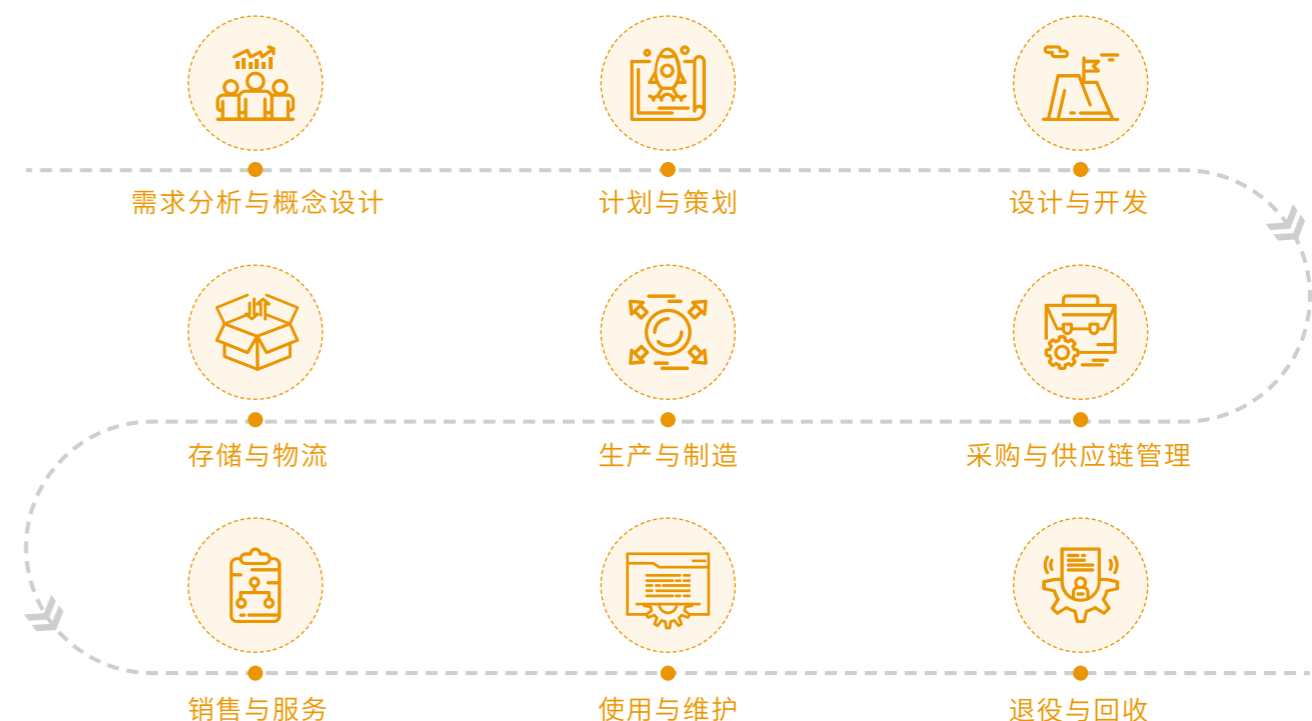 需求分析与概念设计
计划与策划
设计与开发
存储与物流
生产与制造
采购与供应链管理
销售与服务
使用与维护
退役与回收